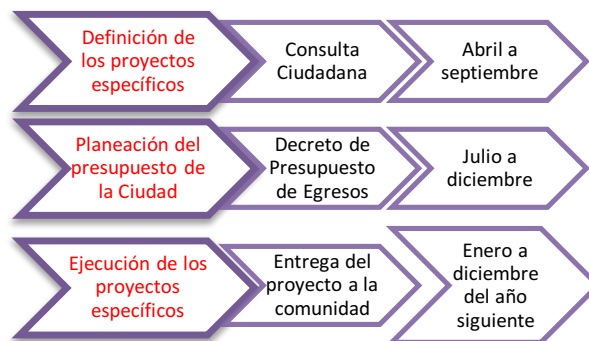 Definición de
los proyectos
específicos
Consulta
Ciudadana
Abril a
septiembre
Planeación del
presupuesto de
la Ciudad
Decreto de
Presupuesto
de Egresos
Julio a
diciembre
Ejecución de los
proyectos
específicos
Entrega del
proyecto a la
comunidad
Enero a
diciembre
del año
siguiente